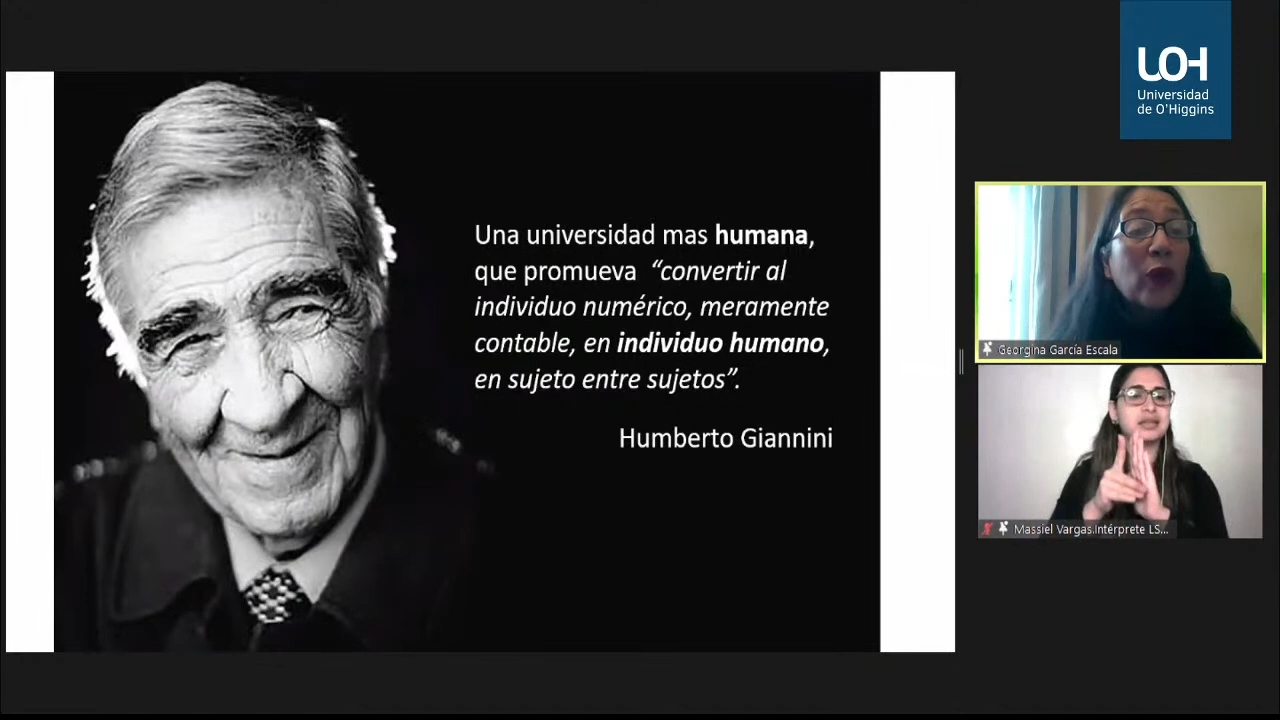 UOH
Universidad
de O'Higgins
Una universidad mas humana,
que promueva "convertir al
individuo numérico, meramente
contable, en individuo humano,
en sujeto entre sujetos".
Humberto Giannini
Georgina García Escala
Massiel Vargas.Intérprete LS...